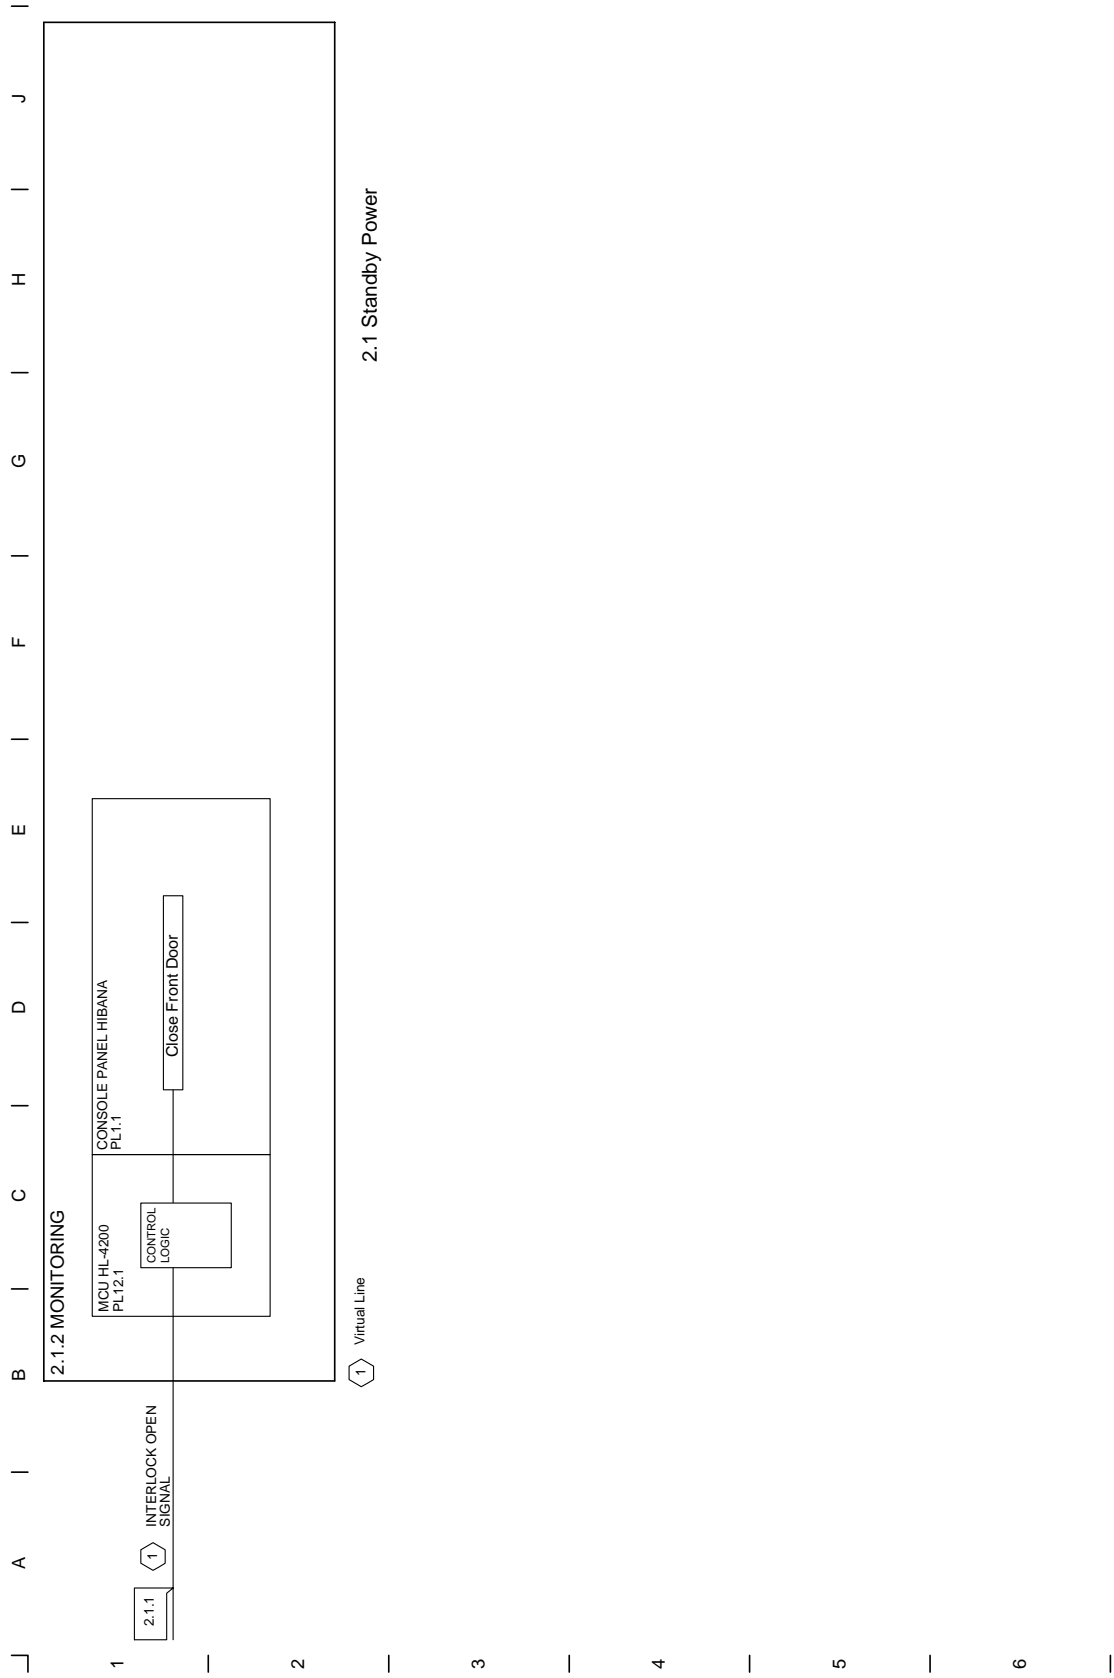 A B C D E F G H J
1
2
3
4
5
6
2.1.2 MONITORING
MCU HL-4200
PL12.1
CONSOLE PANEL HIBANA
PL1.1
2.1.1
1
INTERLOCK OPEN
SIGNAL
CONTROL
LOGIC
Close Front Door
1 Virtual Line
2.1 Standby Power